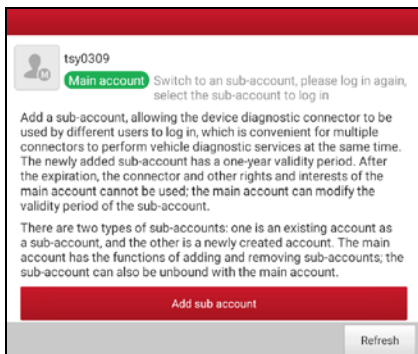 tsy0309
Main account Switch to an sub-account, please log in again,
select the sub-account to log in
Add a sub-account, allowing the device diagnostic connector to be
used by different users to log in, which is convenient for multiple
connectors to perform vehicle diagnostic services at the same time.
The newly added sub-account has a one-year validity period. After
the expiration, the connector and other rights and interests of the
main account cannot be used; the main account can modify the
validity period of the sub-account.
There are two types of sub-accounts: one is an existing account as
a sub-account, and the other is a newly created account. The main
account has the functions of adding and removing sub-accounts; the
sub-account can also be unbound with the main account.
Add sub account
Refresh